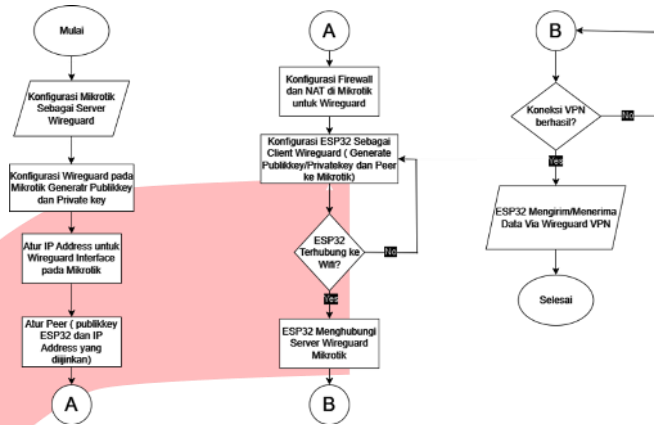 Mulai
Konfigurasi Mikrotik
Sebagai Server
Wireguard
Konfigurasi Wireguard pada
Mikrotik Generatr Publikkey
dan Private key
Atur IP Address untuk
Wireguard Interface
pada Mikrotik
Atur Peer ( publikkey
ESP32 dan IP
Address yang
diijinkan)
A
A
Konfigurasi Firewall
dan NAT di Mikrotik
untuk Wireguard
Konfigurasi ESP32 Sebagai
Client Wireguard ( Generate
Publikkey/Privatekey dan Peer
ke Mikrotik)
ESP32
Terhubung ke
Wifi?
No
Yes
ESP32 Menghubungi
Server Wireguard
Mikrotik
B
B
Koneksi VPN
berhasil?
No
Yes
ESP32 Mengirim/Menerima
Data Via Wireguard VPN
Selesai